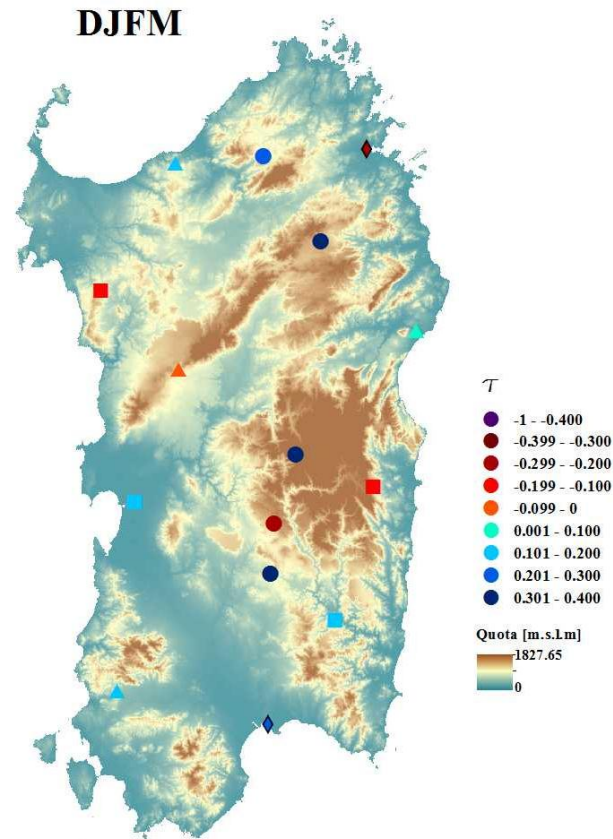 DJFM
τ
-1 - -0.400
-0.399 - -0.300
-0.299 - -0.200
-0.199 - -0.100
-0.099 - 0
0.001 - 0.100
0.101 - 0.200
0.201 - 0.300
0.301 - 0.400
Quota [m.s.l.m]
1827.65
0